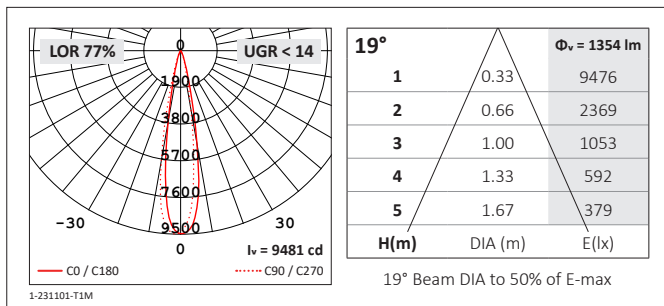 LOR 77%
0
UGR < 14
1900
3800
5700
7600
9500
−30
30
0
Iᵥ = 9481 cd
C0 / C180
C90 / C270
1-231101-T1M
19°
Φᵥ = 1354 lm
1 0.33 9476
2 0.66 2369
3 1.00 1053
4 1.33 592
5 1.67 379
H(m) DIA (m) E(lx)
19° Beam DIA to 50% of E-max